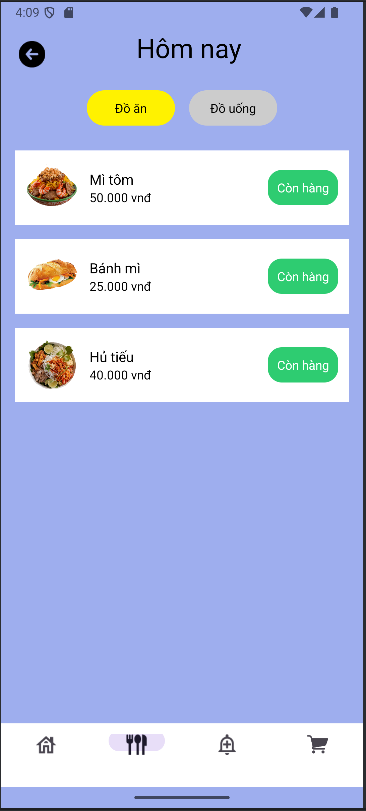 4:09
Hôm nay
Đồ ăn
Đồ uống
Mì tôm
50.000 vnđ
Còn hàng
Bánh mì
25.000 vnđ
Còn hàng
Hủ tiếu
40.000 vnđ
Còn hàng